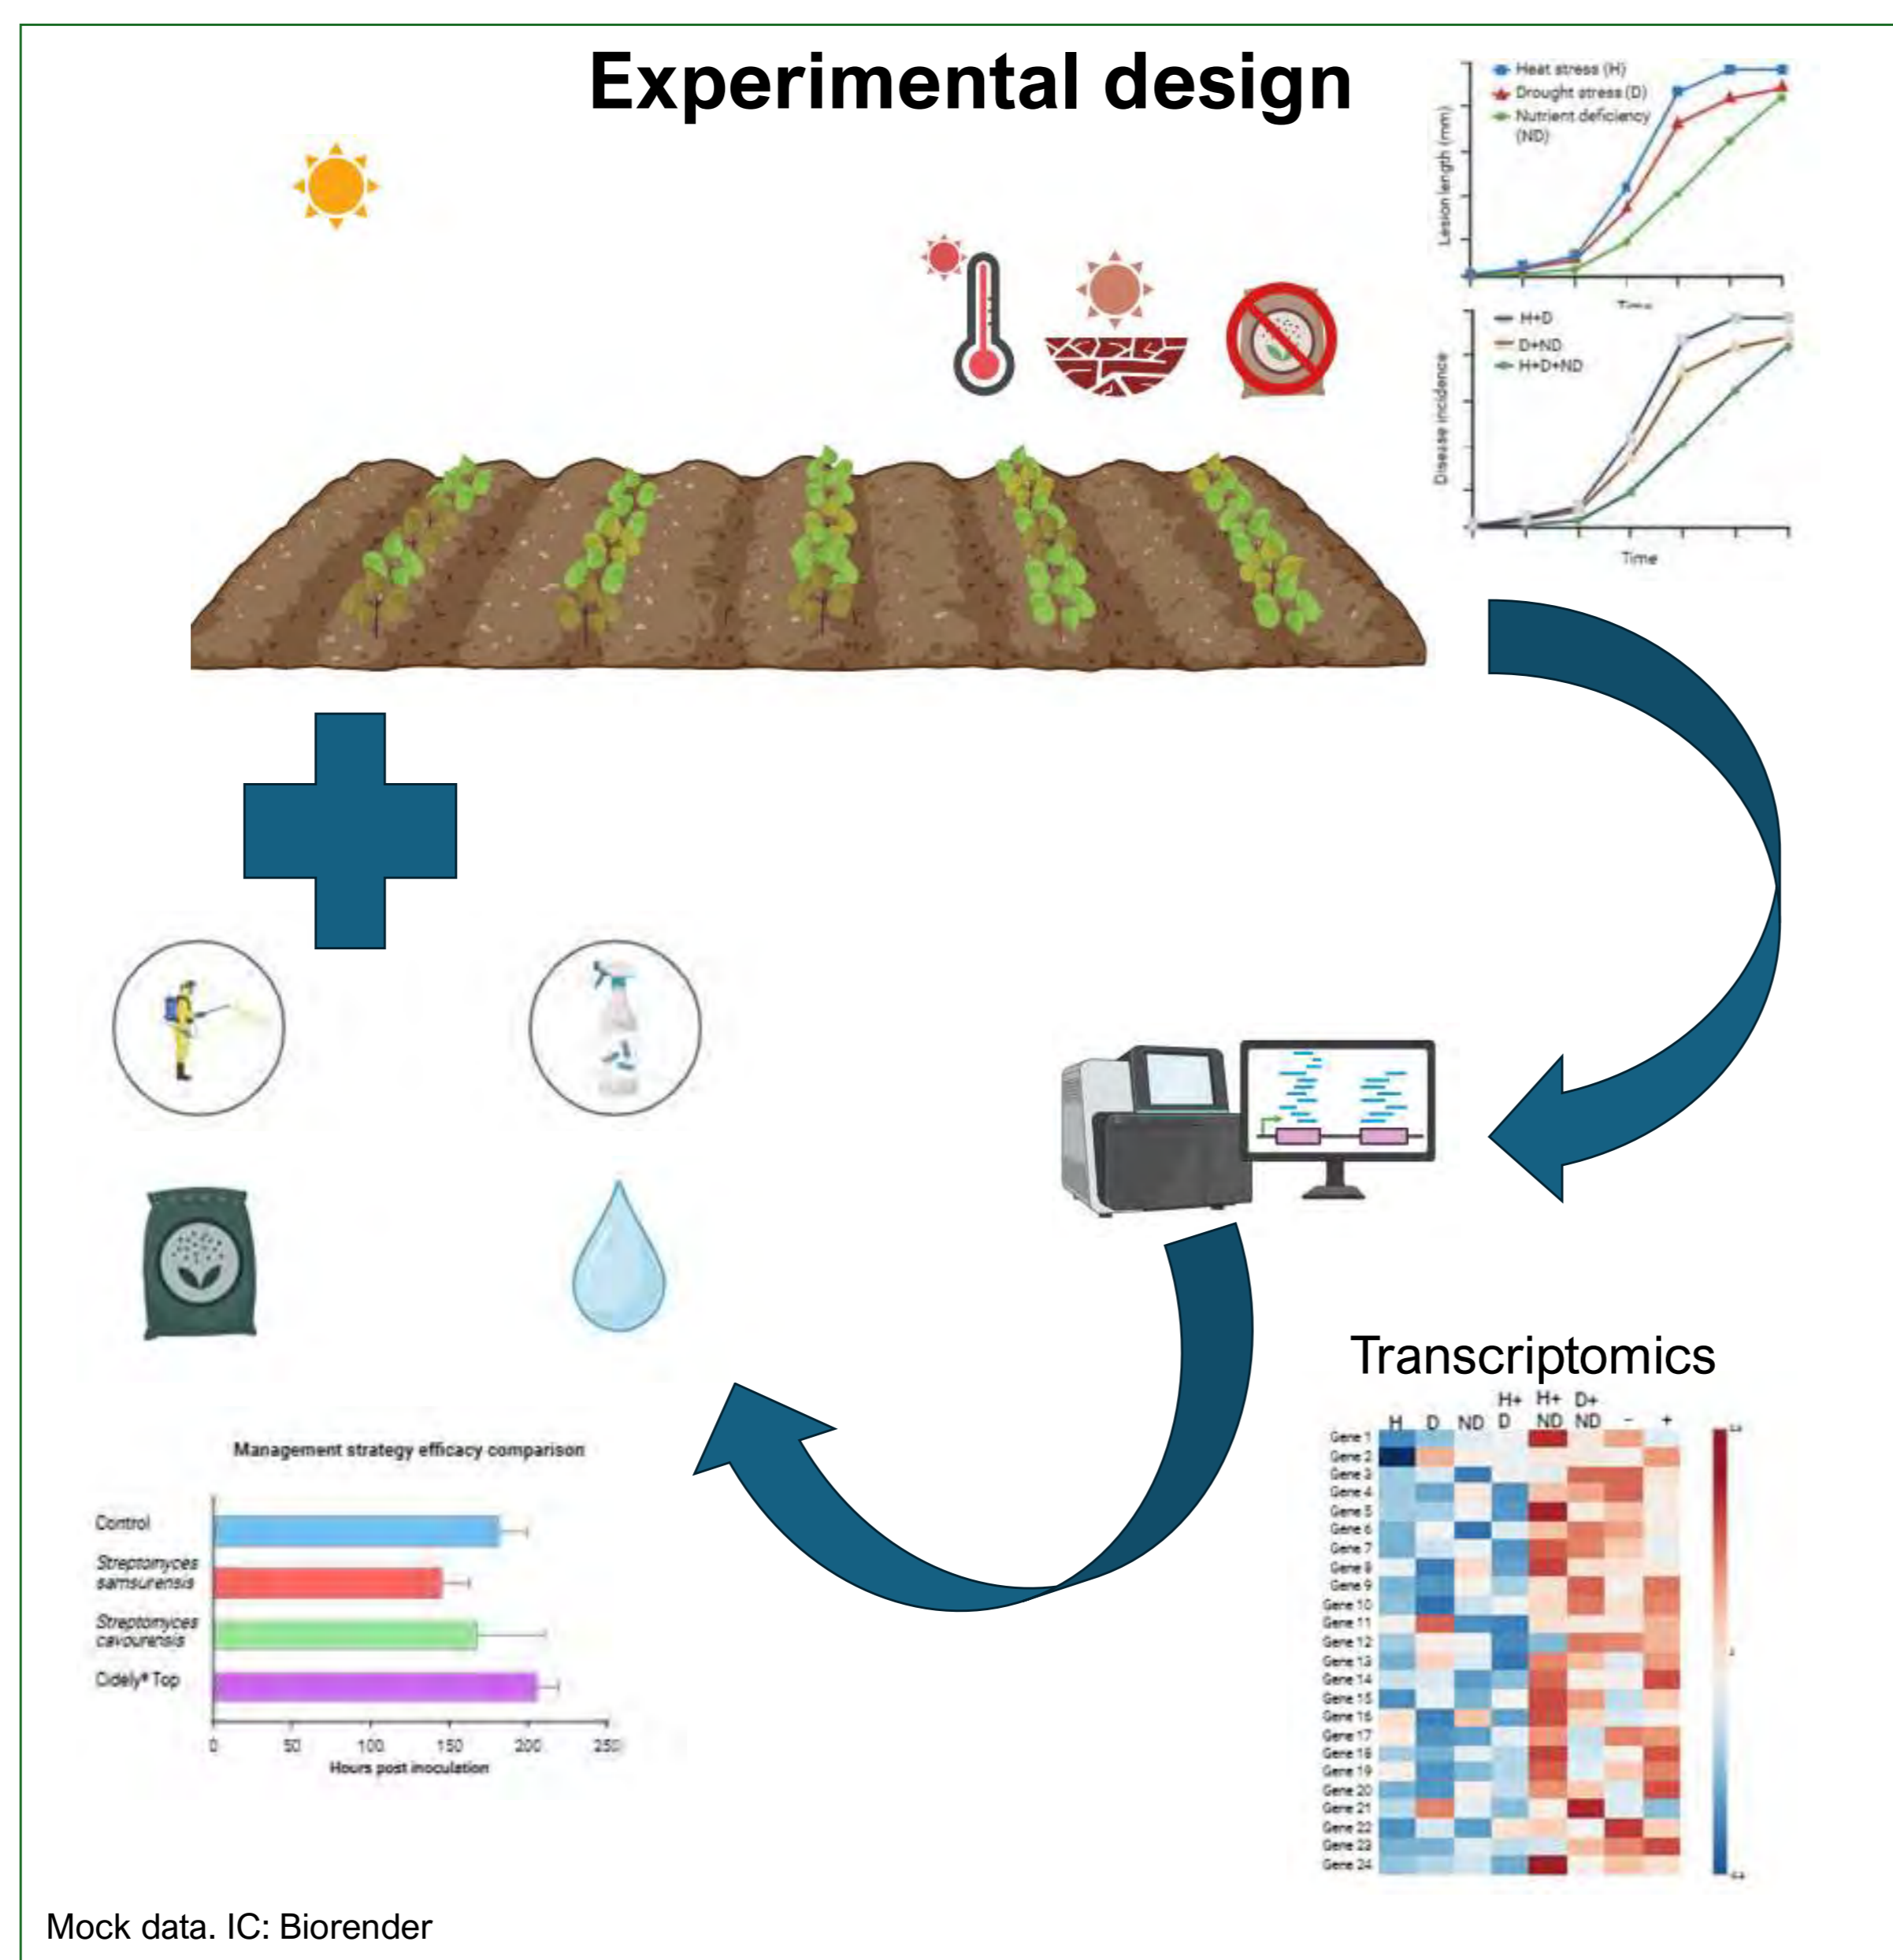 Experimental design
Heat stress (H)
Drought stress (D)
Nutrient deficiency
(ND)
Lesion length (mm)
Time
H+D
D+ND
H+D+ND
Disease incidence
Time
Management strategy efficacy comparison
Control
Streptomyces
samsurensis
Streptomyces
cavourensis
Cidely® Top
0 50 100 150 200 250
Hours post inoculation
Transcriptomics
H+ H+ D+
H D ND D ND ND - +
Gene 1
Gene 2
Gene 3
Gene 4
Gene 5
Gene 6
Gene 7
Gene 8
Gene 9
Gene 10
Gene 11
Gene 12
Gene 13
Gene 14
Gene 15
Gene 16
Gene 17
Gene 18
Gene 19
Gene 20
Gene 21
Gene 22
Gene 23
Gene 24
Mock data. IC: Biorender